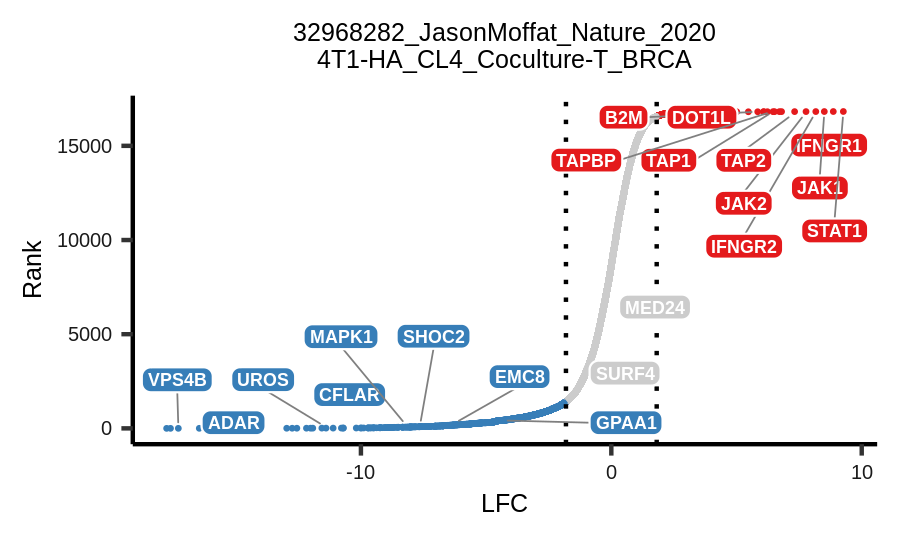 32968282_JasonMoffat_Nature_2020
4T1-HA_CL4_Coculture-T_BRCA
B2M
DOT1L
15000
IFNGR1
TAPBP
TAP1
TAP2
JAK1
JAK2
STAT1
10000
IFNGR2
Rank
MED24
5000
MAPK1
SHOC2
SURF4
VPS4B
UROS
EMC8
CFLAR
ADAR
GPAA1
0
-10
0
10
LFC